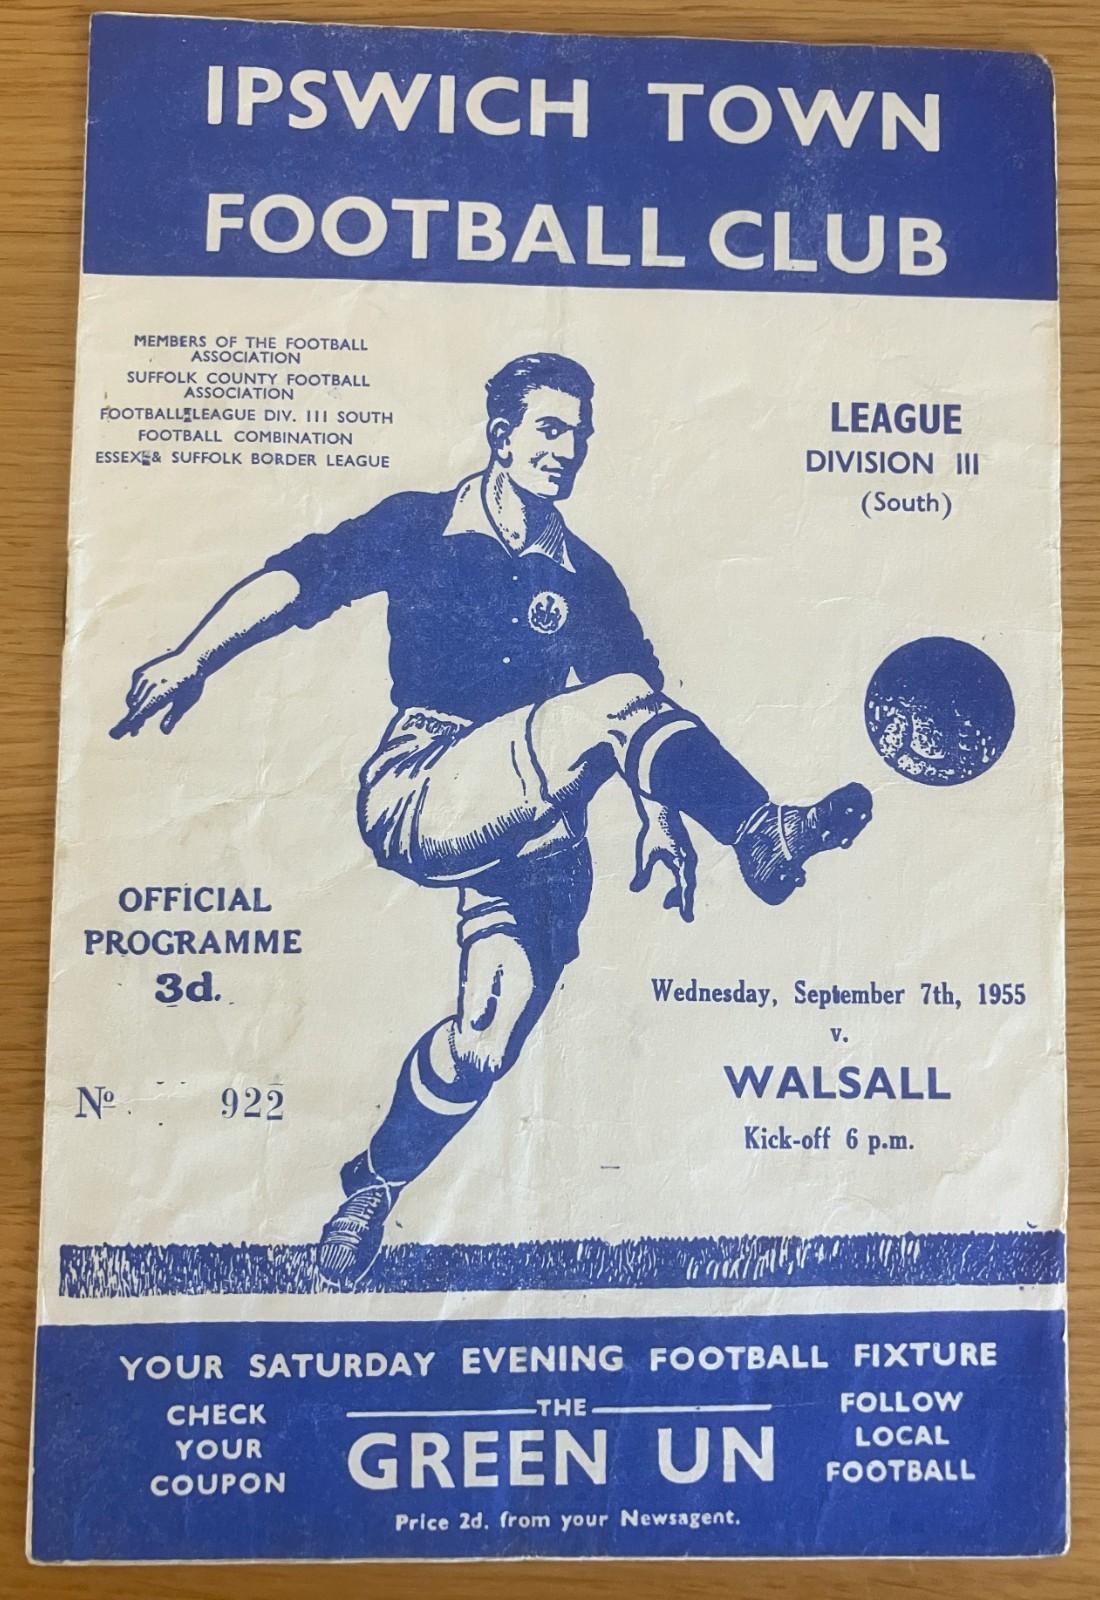 IPSWICH TOWN
FOOTBALL CLUB
MEMBERS OF THE FOOTBALL
ASSOCIATION
SUFFOLK COUNTY FOOTBALL
ASSOCIATION
FOOTBALL LEAGUE DIV. III SOUTH
FOOTBALL COMBINATION
ESSEX & SUFFOLK BORDER LEAGUE
LEAGUE
DIVISION III
(South)
OFFICIAL
PROGRAMME
3d.
Nº 922
Wednesday, September 7th, 1955
v.
WALSALL
Kick-off 6 p.m.
YOUR SATURDAY EVENING FOOTBALL FIXTURE
CHECK
YOUR
COUPON
THE
GREEN UN
Price 2d. from your Newsagent.
FOLLOW
LOCAL
FOOTBALL